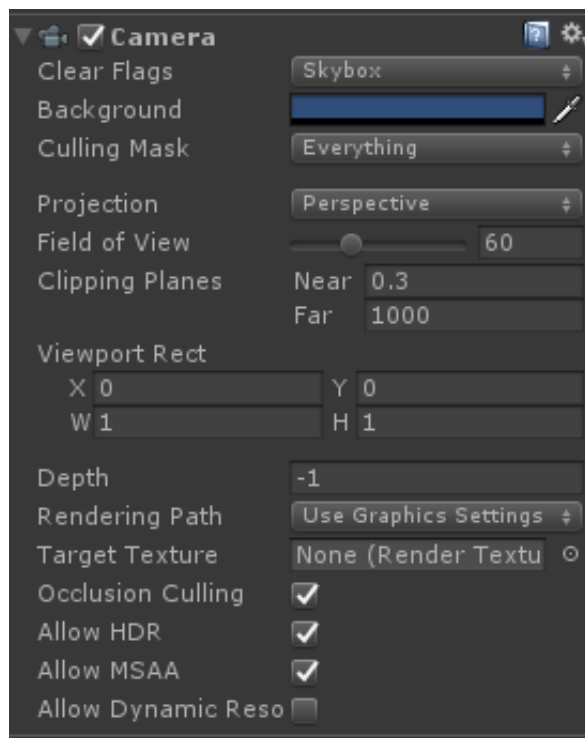 Camera
Clear Flags Skybox
Background
Culling Mask Everything
Projection Perspective
Field of View 60
Clipping Planes Near 0.3
Far 1000
Viewport Rect
X 0 Y 0
W 1 H 1
Depth -1
Rendering Path Use Graphics Settings
Target Texture None (Render Textu
Occlusion Culling
Allow HDR
Allow MSAA
Allow Dynamic Reso